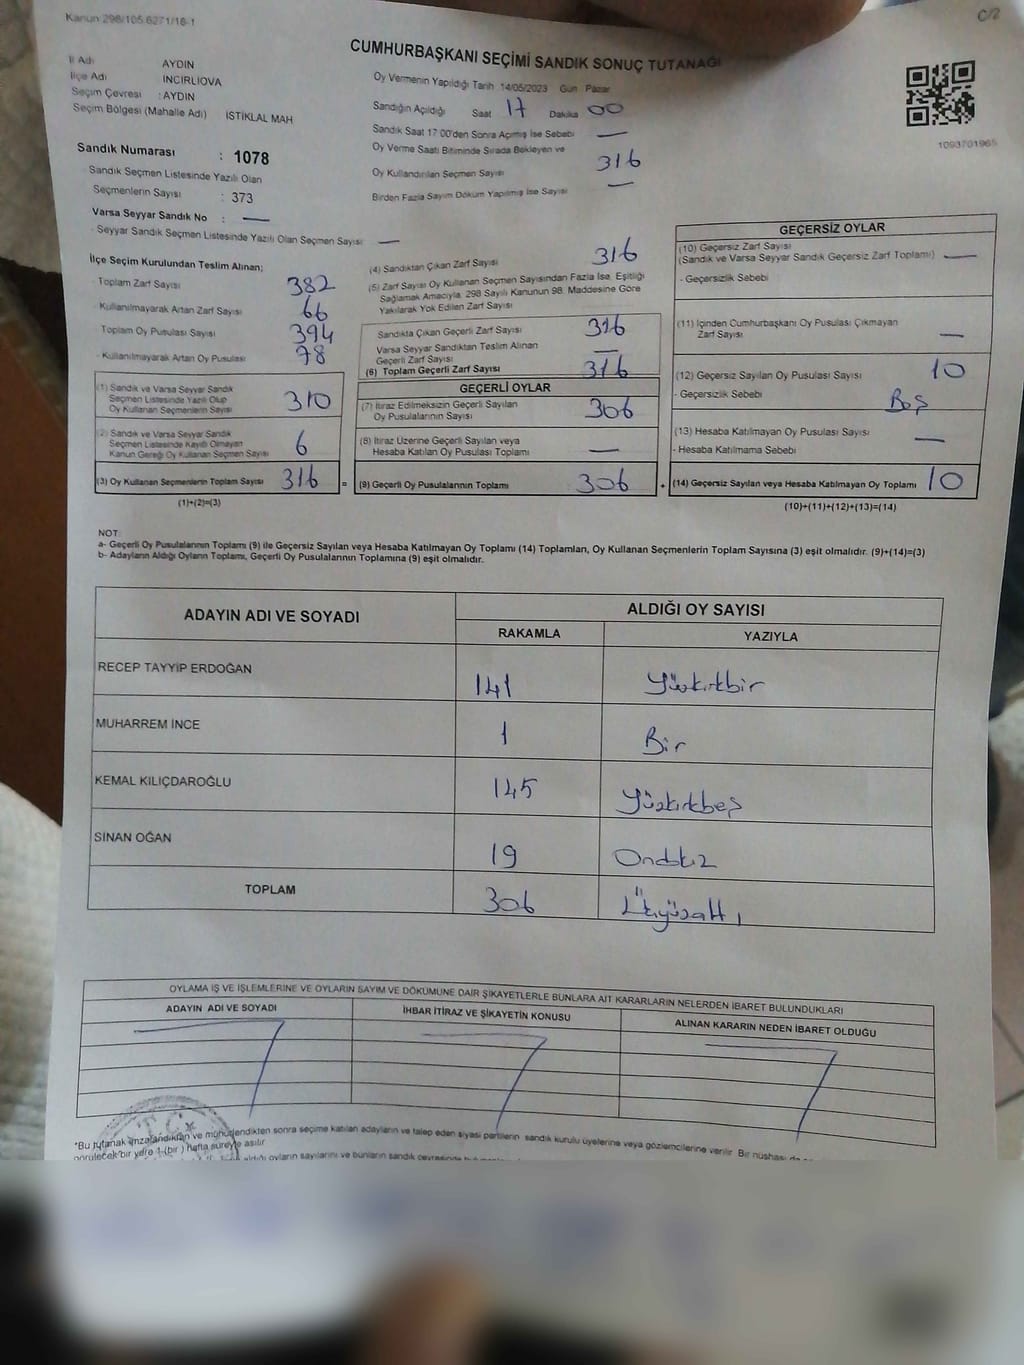 Kanun 298/105.6271/18-1
C/2
CUMHURBAŞKANI SEÇİMİ SANDIK SONUÇ TUTANAĞI
İl Adı AYDIN
İlçe Adı INCIRLIOVA
Seçim Çevresi : AYDIN
Seçim Bölgesi (Mahalle Adı) ISTIKLAL MAH
Sandık Numarası : 1078
Sandık Seçmen Listesinde Yazılı Olan
Seçmenlerin Sayısı : 373
Varsa Seyyar Sandık No : —
- Seyyar Sandık Seçmen Listesinde Yazılı Olan Seçmen Sayısı —
Oy Vermenin Yapıldığı Tarih 14/05/2023 Gün Pazar
Sandığın Açıldığı Saat 17 Dakika 00
Sandık Saat 17 00'den Sonra Açılmış İse Sebebi —
Oy Verme Saati Bitiminde Sırada Bekleyen ve
Oy Kullandırılan Seçmen Sayısı 316
Birden Fazla Sayım Döküm Yapılmış İse Sayısı —
1093701965
İlçe Seçim Kurulundan Teslim Alınan;
Toplam Zarf Sayısı 382
Kullanılmayarak Artan Zarf Sayısı 66
Toplam Oy Pusulası Sayısı 394
- Kullanılmayarak Artan Oy Pusulası 78
(1) Sandık ve Varsa Seyyar Sandık
Seçmen Listesinde Yazılı Olup
Oy Kullanan Seçmenlerin Sayısı 310
(2) Sandık ve Varsa Seyyar Sandık
Seçmen Listesinde Kayıtlı Olmayan
Kanun Gereği Oy Kullanan Seçmen Sayısı 6
(3) Oy Kullanan Seçmenlerin Toplam Sayısı 316 =
(1)+(2)=(3)
(4) Sandıktan Çıkan Zarf Sayısı 316
(5) Zarf Sayısı Oy Kullanan Seçmen Sayısından Fazla İse, Eşitliği
Sağlamak Amacıyla, 298 Sayılı Kanunun 98. Maddesine Göre
Yakılarak Yok Edilen Zarf Sayısı
Sandıkta Çıkan Geçerli Zarf Sayısı 316
Varsa Seyyar Sandıktan Teslim Alınan
Geçerli Zarf Sayısı —
(6) Toplam Geçerli Zarf Sayısı 316
GEÇERLİ OYLAR
(7) İtiraz Edilmeksizin Geçerli Sayılan
Oy Pusulalarının Sayısı 306
(8) İtiraz Üzerine Geçerli Sayılan veya
Hesaba Katılan Oy Pusulası Toplamı —
(9) Geçerli Oy Pusulalarının Toplamı 306 +
GEÇERSİZ OYLAR
(10) Geçersiz Zarf Sayısı
(Sandık ve Varsa Seyyar Sandık Geçersiz Zarf Toplamı) —
- Geçersizlik Sebebi
(11) İçinden Cumhurbaşkanı Oy Pusulası Çıkmayan
Zarf Sayısı —
(12) Geçersiz Sayılan Oy Pusulası Sayısı 10
- Geçersizlik Sebebi Boş
(13) Hesaba Katılmayan Oy Pusulası Sayısı —
- Hesaba Katılmama Sebebi
(14) Geçersiz Sayılan veya Hesaba Katılmayan Oy Toplamı 10
(10)+(11)+(12)+(13)=(14)
NOT:
a- Geçerli Oy Pusulalarının Toplamı (9) ile Geçersiz Sayılan veya Hesaba Katılmayan Oy Toplamı (14) Toplamları, Oy Kullanan Seçmenlerin Toplam Sayısına (3) eşit olmalıdır. (9)+(14)=(3)
b- Adayların Aldığı Oyların Toplamı, Geçerli Oy Pusulalarının Toplamına (9) eşit olmalıdır.
ADAYIN ADI VE SOYADI
ALDIĞI OY SAYISI
RAKAMLA YAZIYLA
RECEP TAYYİP ERDOĞAN 141 Yüzkırkbir
MUHARREM İNCE 1 Bir
KEMAL KILIÇDAROĞLU 145 Yüzkırkbeş
SİNAN OĞAN 19 Ondokız
TOPLAM 306 Üçyüzaltı
OYLAMA İŞ VE İŞLEMLERİNE VE OYLARIN SAYIM VE DÖKÜMÜNE DAİR ŞİKAYETLERLE BUNLARA AİT KARARLARIN NELERDEN İBARET BULUNDUKLARI
ADAYIN ADI VE SOYADI
İHBAR İTİRAZ VE ŞİKAYETİN KONUSU
ALINAN KARARIN NEDEN İBARET OLDUĞU
T.C.
*Bu tutanak imzalandıktan ve mühürlendikten sonra seçime katılan adayların ve talep eden siyasi partilerin sandık kurulu üyelerine veya gözlemcilerine verilir. Bir nüshası da
görülecek bir yere 1 (bir) hafta süreyle asılır
aldığı oyların sayılarını ve bunların sandık çevresinde